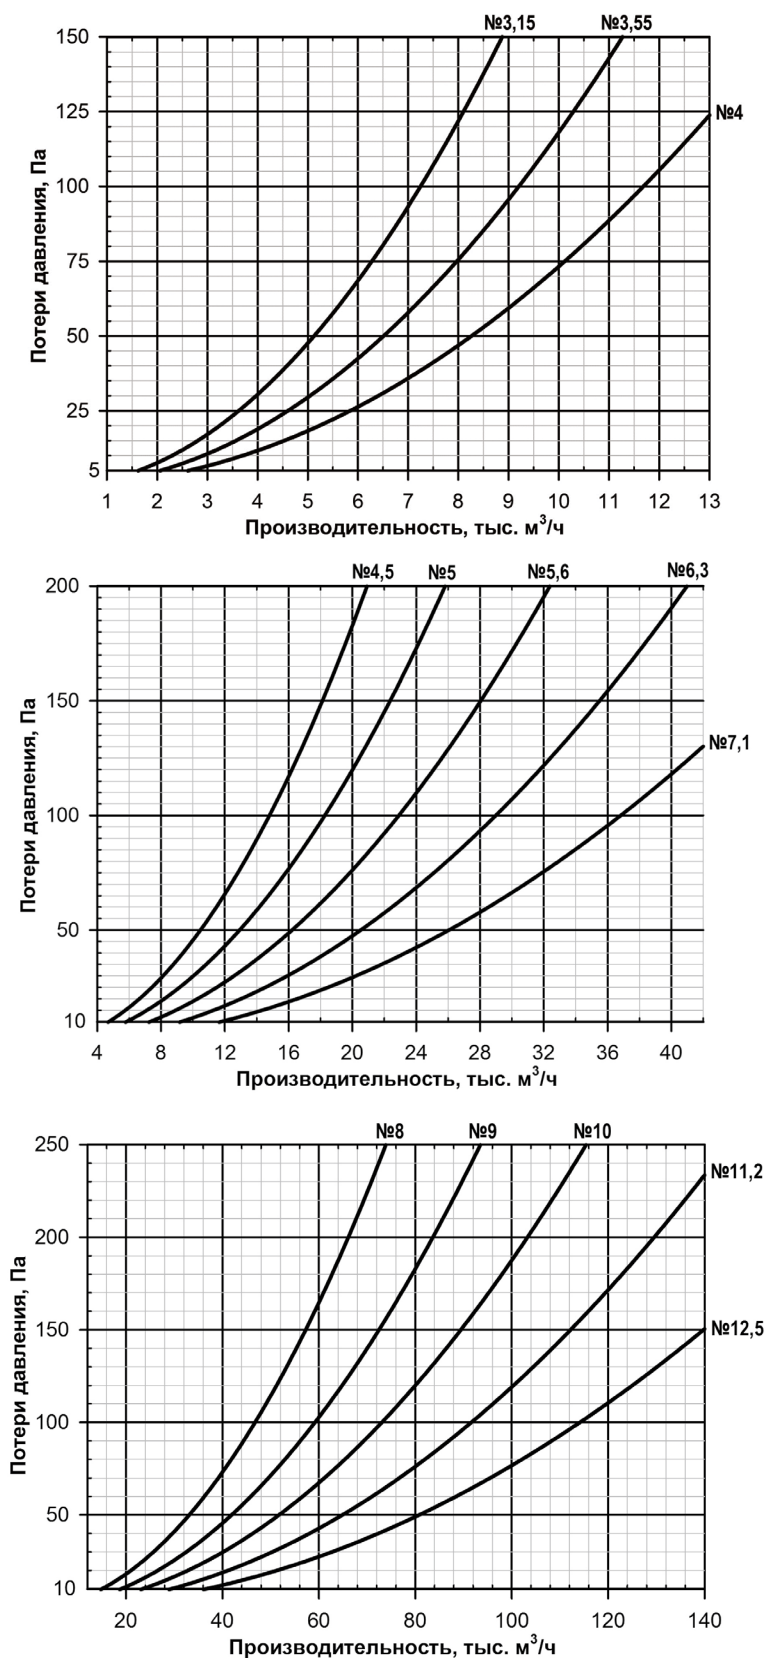 №3,15 №3,55
150
125
100
75
50
25
5
№4
Потери давления, Па
1 2 3 4 5 6 7 8 9 10 11 12 13
Производительность, тыс. м³/ч
№4,5 №5 №5,6 №6,3
200
150
100
50
10
№7,1
Потери давления, Па
4 8 12 16 20 24 28 32 36 40
Производительность, тыс. м³/ч
№8 №9 №10
250
200
150
100
50
10
№11,2
№12,5
Потери давления, Па
20 40 60 80 100 120 140
Производительность, тыс. м³/ч